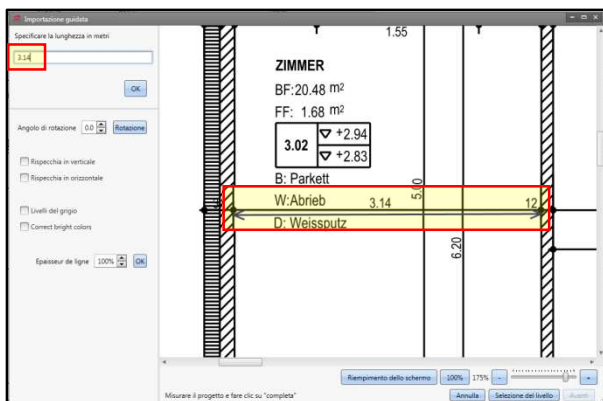 Importazione guidata
Specificare la lunghezza in metri
3.14
OK
Angolo di rotazione 0.0 Rotazione
Rispecchia in verticale
Rispecchia in orizzontale
Livelli del grigio
Correct bright colors
Epaisseur de ligne 100% OK
1.55
ZIMMER
BF:20.48 m2
FF: 1.68 m2
3.02
+2.94
+2.83
B: Parkett
W:Abrieb 3.14 12
D: Weissputz
5.00
6.20
Riempimento dello schermo 100% 175% - +
Misurare il progetto e fare clic su "completa" Annulla Selezione del livello Avanti